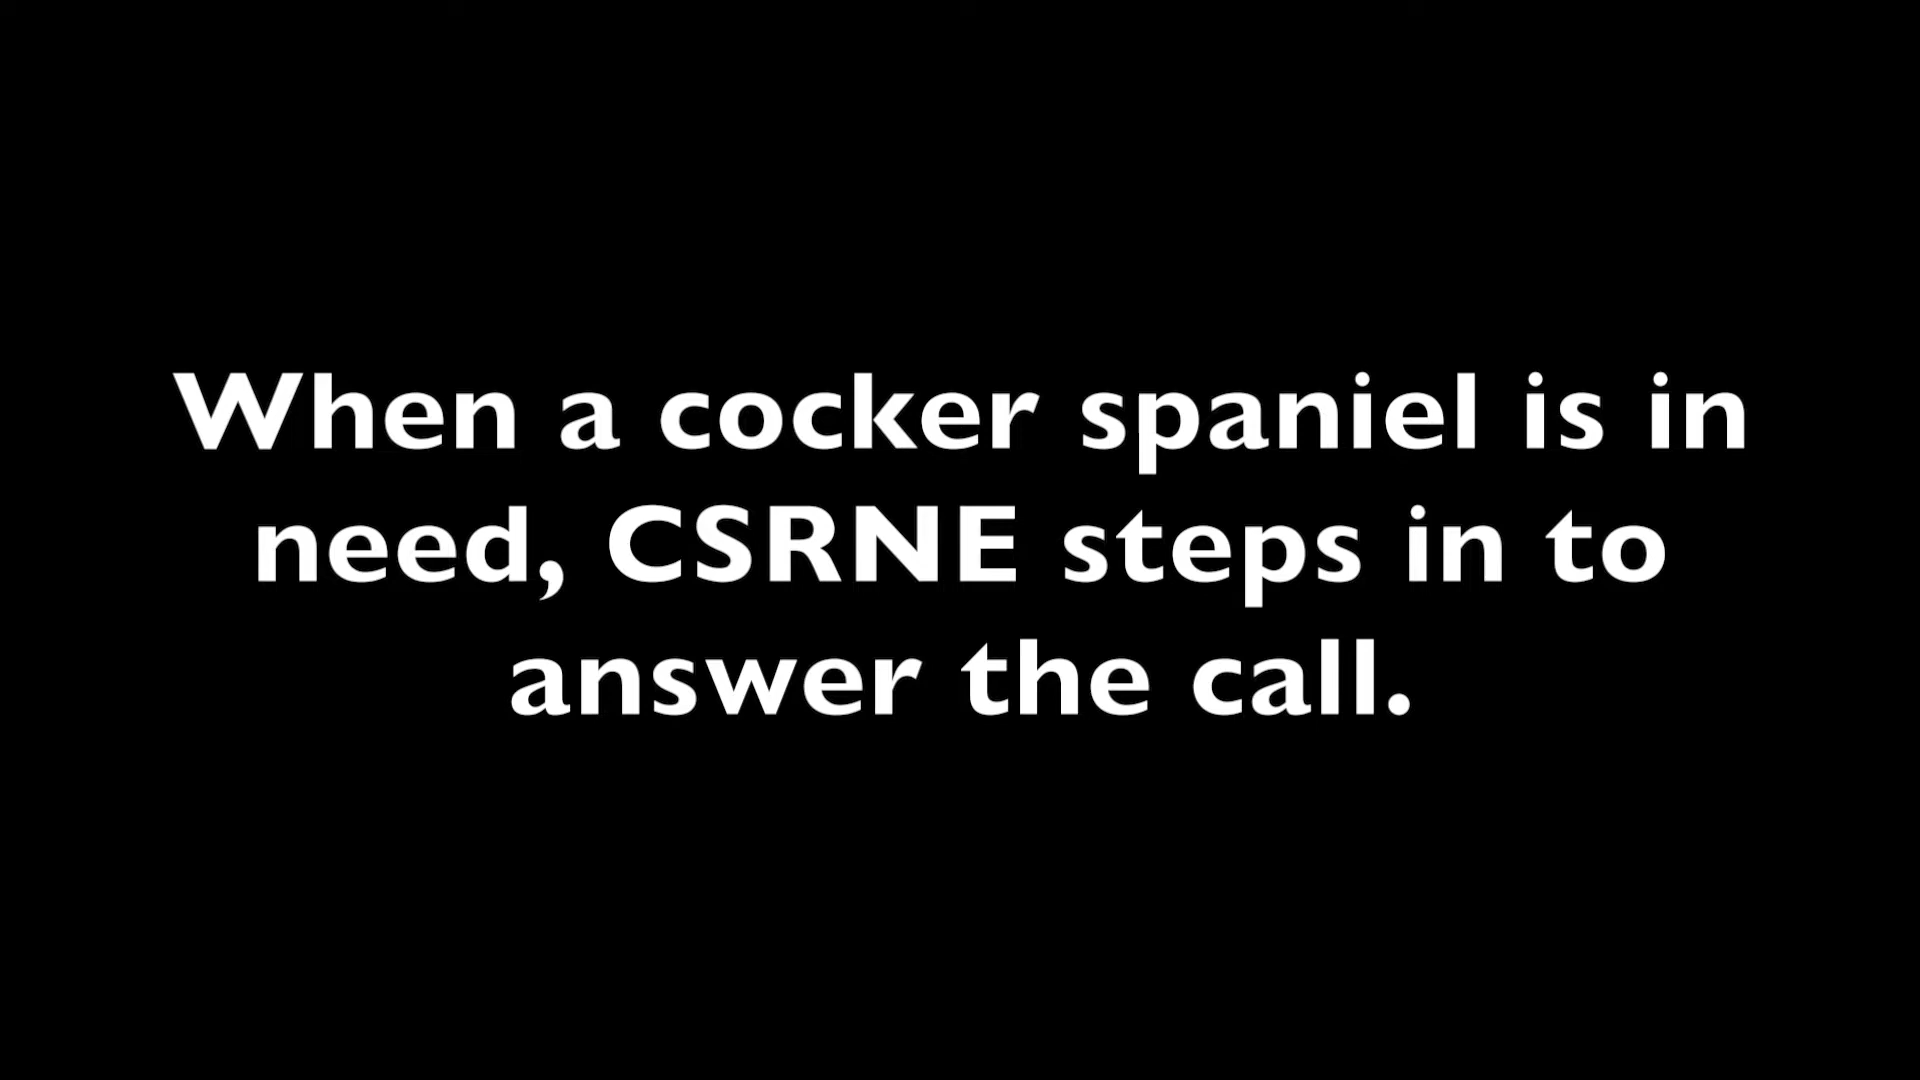 When a cocker spaniel is in
need, CSRNE steps in to
answer the call.